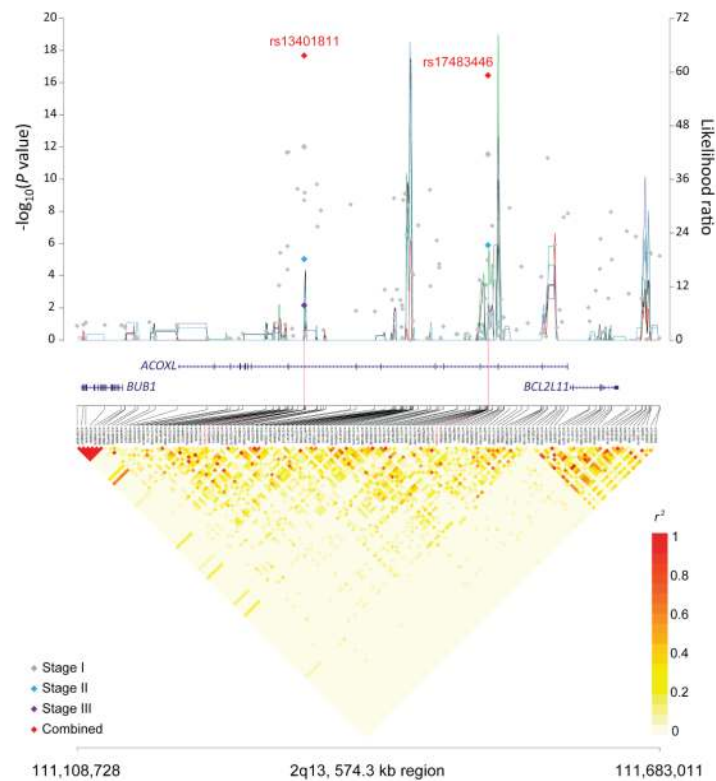 20
18
16
14
12
10
8
6
4
2
0
-log10(P value)
rs13401811
rs17483446
72
60
48
36
24
12
0
Likelihood ratio
ACOXL
BUB1
BCL2L11
r²
1
0.8
0.6
0.4
0.2
0
Stage I
Stage II
Stage III
Combined
111,108,728
2q13, 574.3 kb region
111,683,011